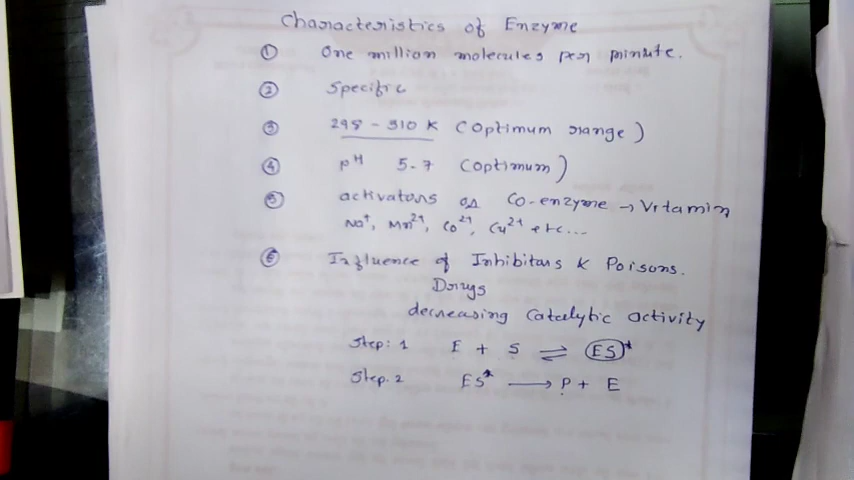 Characteristics of Enzyme
① One million molecules per minute.
② Specific
③ 298 - 310 K (Optimum range)
④ pH 5-7 (Optimum)
⑤ activators or Co-enzyme → Vitamin
Na⁺, Mn²⁺, Co²⁺, Cu²⁺ etc...
⑥ Influence of Inhibitors & Poisons.
Drugs
decreasing Catalytic activity
Step: 1 E + S ⇌ ES*
Step. 2 ES* → P + E